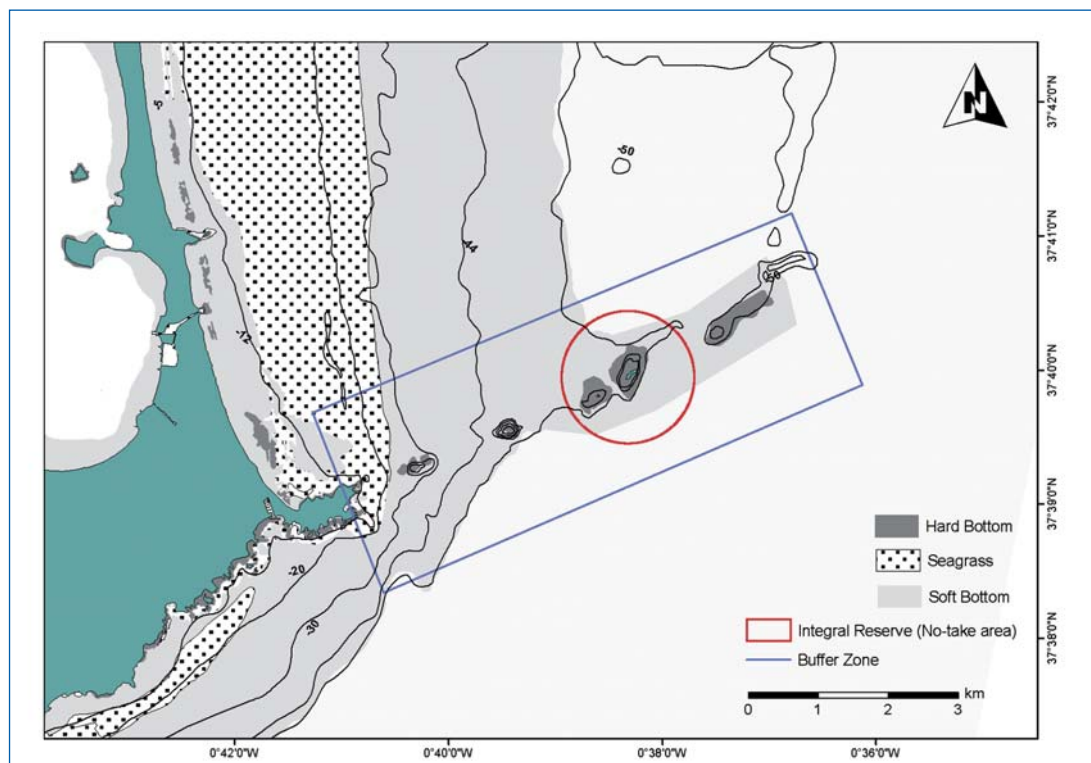 N
37°42'0"N
37°41'0"N
37°40'0"N
37°39'0"N
37°38'0"N
-5
-50
-44
-50
-12
-20
-30
Hard Bottom
Seagrass
Soft Bottom
Integral Reserve (No-take area)
Buffer Zone
km
0 1 2 3
0°42'0"W 0°40'0"W 0°38'0"W 0°36'0"W